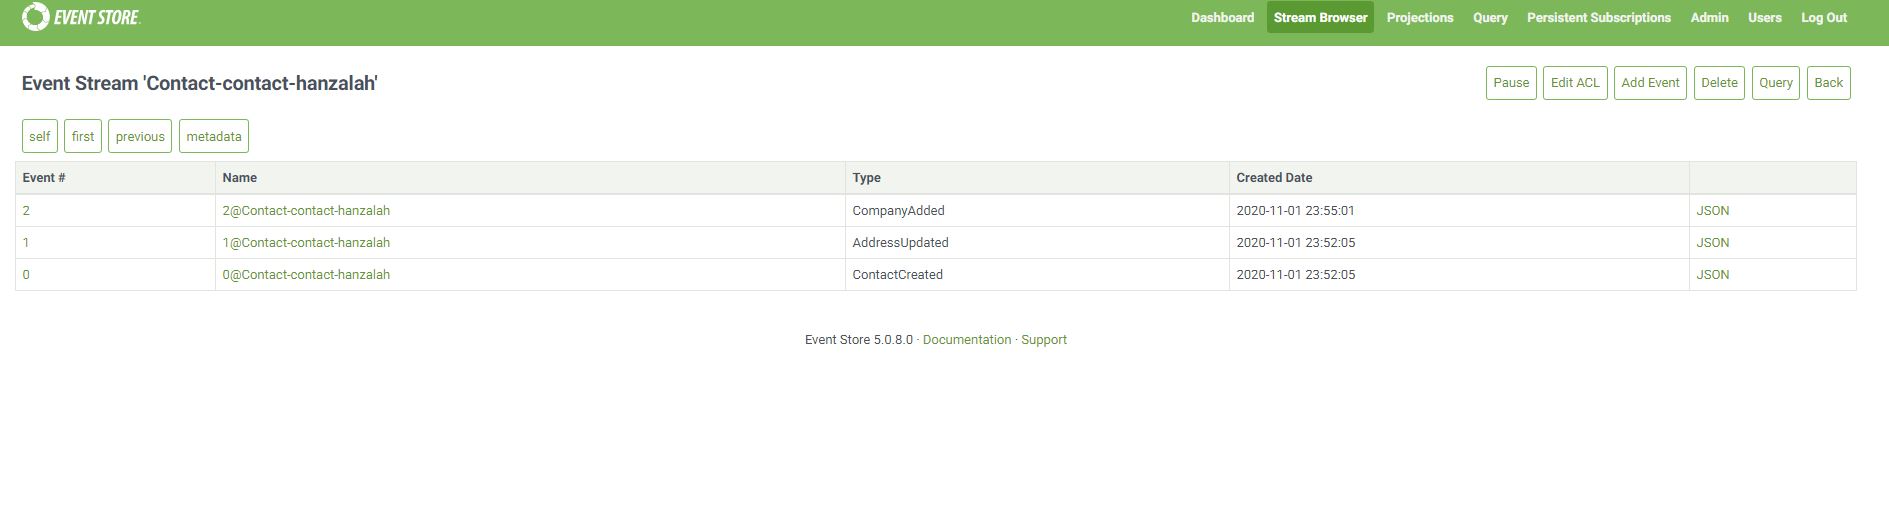 EVENT STORE
Dashboard Stream Browser Projections Query Persistent Subscriptions Admin Users Log Out
Event Stream 'Contact-contact-hanzalah'
Pause Edit ACL Add Event Delete Query Back
self first previous metadata
Event # Name Type Created Date
2 2@Contact-contact-hanzalah CompanyAdded 2020-11-01 23:55:01 JSON
1 1@Contact-contact-hanzalah AddressUpdated 2020-11-01 23:52:05 JSON
0 0@Contact-contact-hanzalah ContactCreated 2020-11-01 23:52:05 JSON
Event Store 5.0.8.0 · Documentation · Support